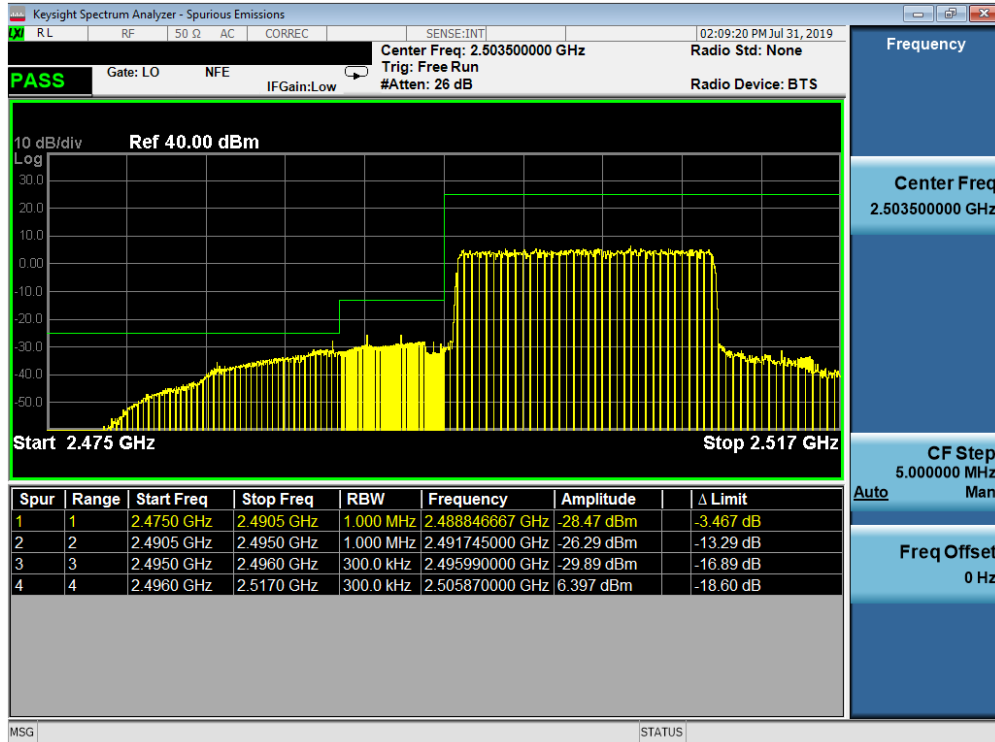 Keysight Spectrum Analyzer - Spurious Emissions
LXI RL RF 50 Ω AC CORREC SENSE:INT 02:09:20 PM Jul 31, 2019
Center Freq: 2.503500000 GHz Radio Std: None
PASS Gate: LO NFE Trig: Free Run
IFGain:Low #Atten: 26 dB Radio Device: BTS
10 dB/div Ref 40.00 dBm
Log
30.0
20.0
10.0
0.00
-10.0
-20.0
-30.0
-40.0
-50.0
Start 2.475 GHz Stop 2.517 GHz
Spur Range Start Freq Stop Freq RBW Frequency Amplitude Δ Limit
1 1 2.4750 GHz 2.4905 GHz 1.000 MHz 2.488846667 GHz -28.47 dBm -3.467 dB
2 2 2.4905 GHz 2.4950 GHz 1.000 MHz 2.491745000 GHz -26.29 dBm -13.29 dB
3 3 2.4950 GHz 2.4960 GHz 300.0 kHz 2.495990000 GHz -29.89 dBm -16.89 dB
4 4 2.4960 GHz 2.5170 GHz 300.0 kHz 2.505870000 GHz 6.397 dBm -18.60 dB
MSG STATUS
Frequency
Center Freq
2.503500000 GHz
CF Step
5.000000 MHz
Auto Man
Freq Offset
0 Hz